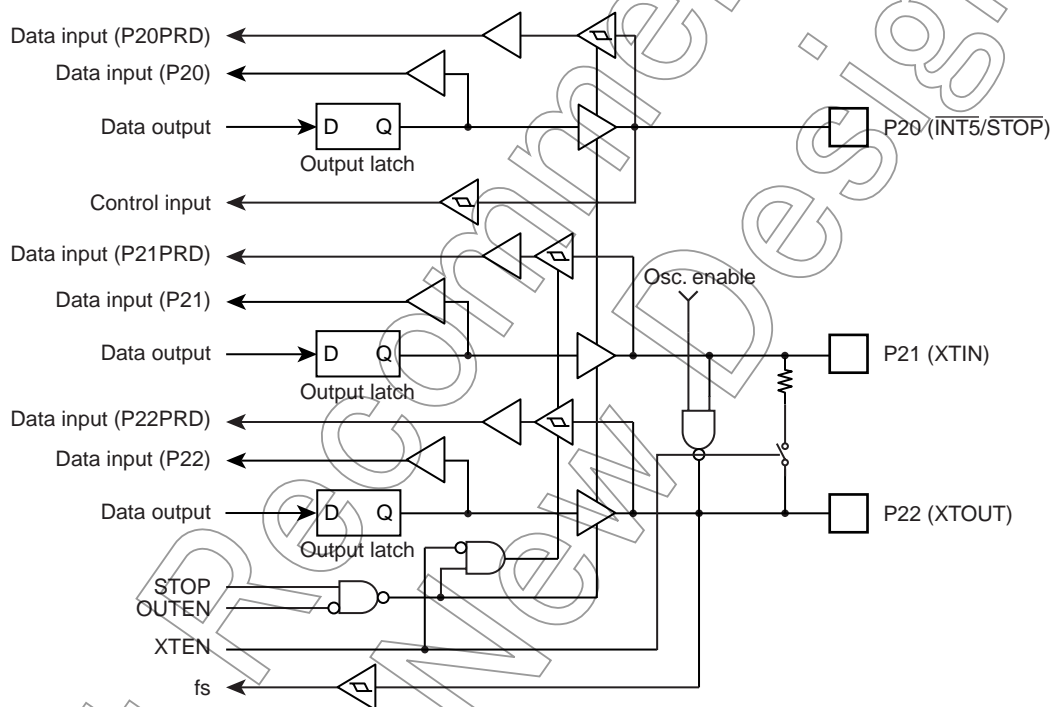 Data input (P20PRD)
Data input (P20)
Data output
D Q
Output latch
P20 (INT5/STOP)
Control input
Data input (P21PRD)
Osc. enable
Data input (P21)
Data output
D Q
Output latch
P21 (XTIN)
Data input (P22PRD)
Data input (P22)
Data output
D Q
Output latch
P22 (XTOUT)
STOP
OUTEN
XTEN
fs